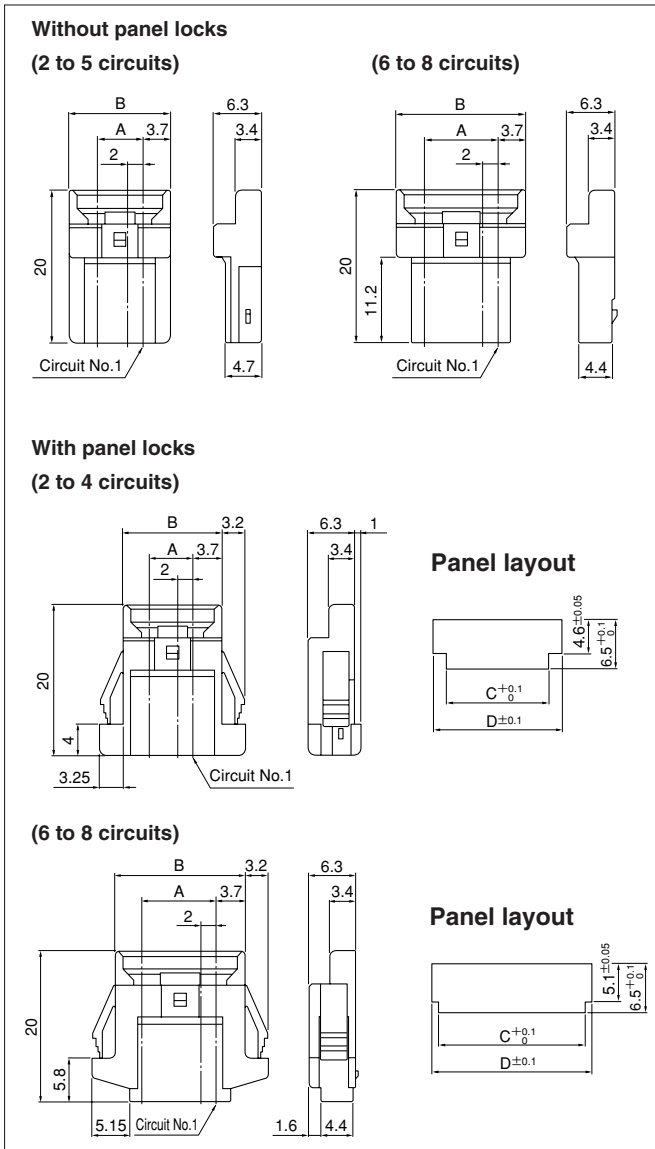 Without panel locks
(2 to 5 circuits)
B
A
3.7
2
6.3
3.4
20
Circuit No.1
4.7
(6 to 8 circuits)
B
A
3.7
2
6.3
3.4
20
11.2
Circuit No.1
4.4
With panel locks
(2 to 4 circuits)
B
3.2
A
3.7
2
6.3
1
3.4
20
4
3.25
Circuit No.1
Panel layout
4.6±0.05
6.5+0.1 0
C+0.1 0
D±0.1
(6 to 8 circuits)
B
3.2
A
3.7
2
6.3
3.4
20
5.8
5.15
Circuit No.1
1.6
4.4
Panel layout
5.1±0.05
6.5+0.1 0
C+0.1 0
D±0.1